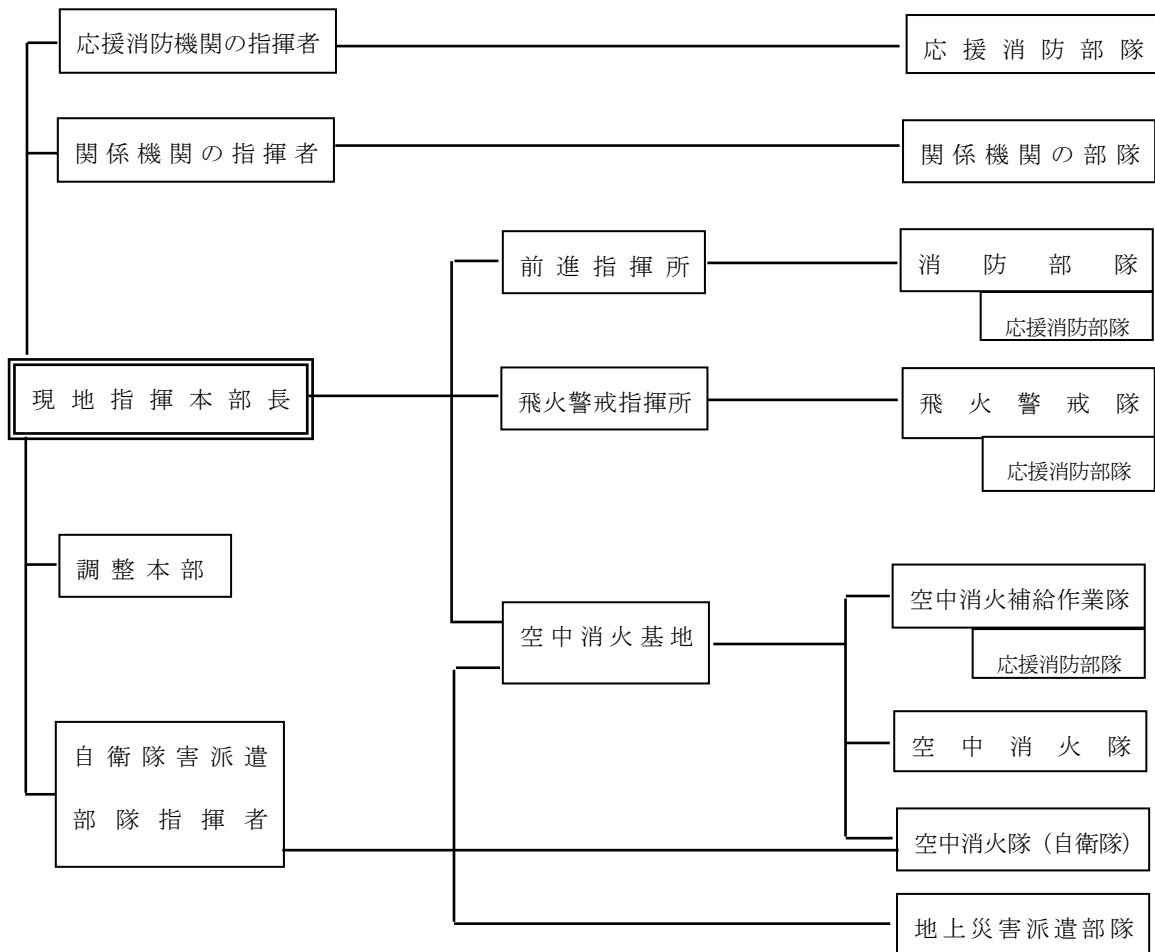 応援消防機関の指揮者
応援消防部隊
関係機関の指揮者
関係機関の部隊
前進指揮所
消防部隊
応援消防部隊
現地指揮本部長
飛火警戒指揮所
飛火警戒隊
応援消防部隊
調整本部
空中消火基地
空中消火補給作業隊
応援消防部隊
空中消火隊
自衛隊害派遣
部隊指揮者
空中消火隊（自衛隊）
地上災害派遣部隊